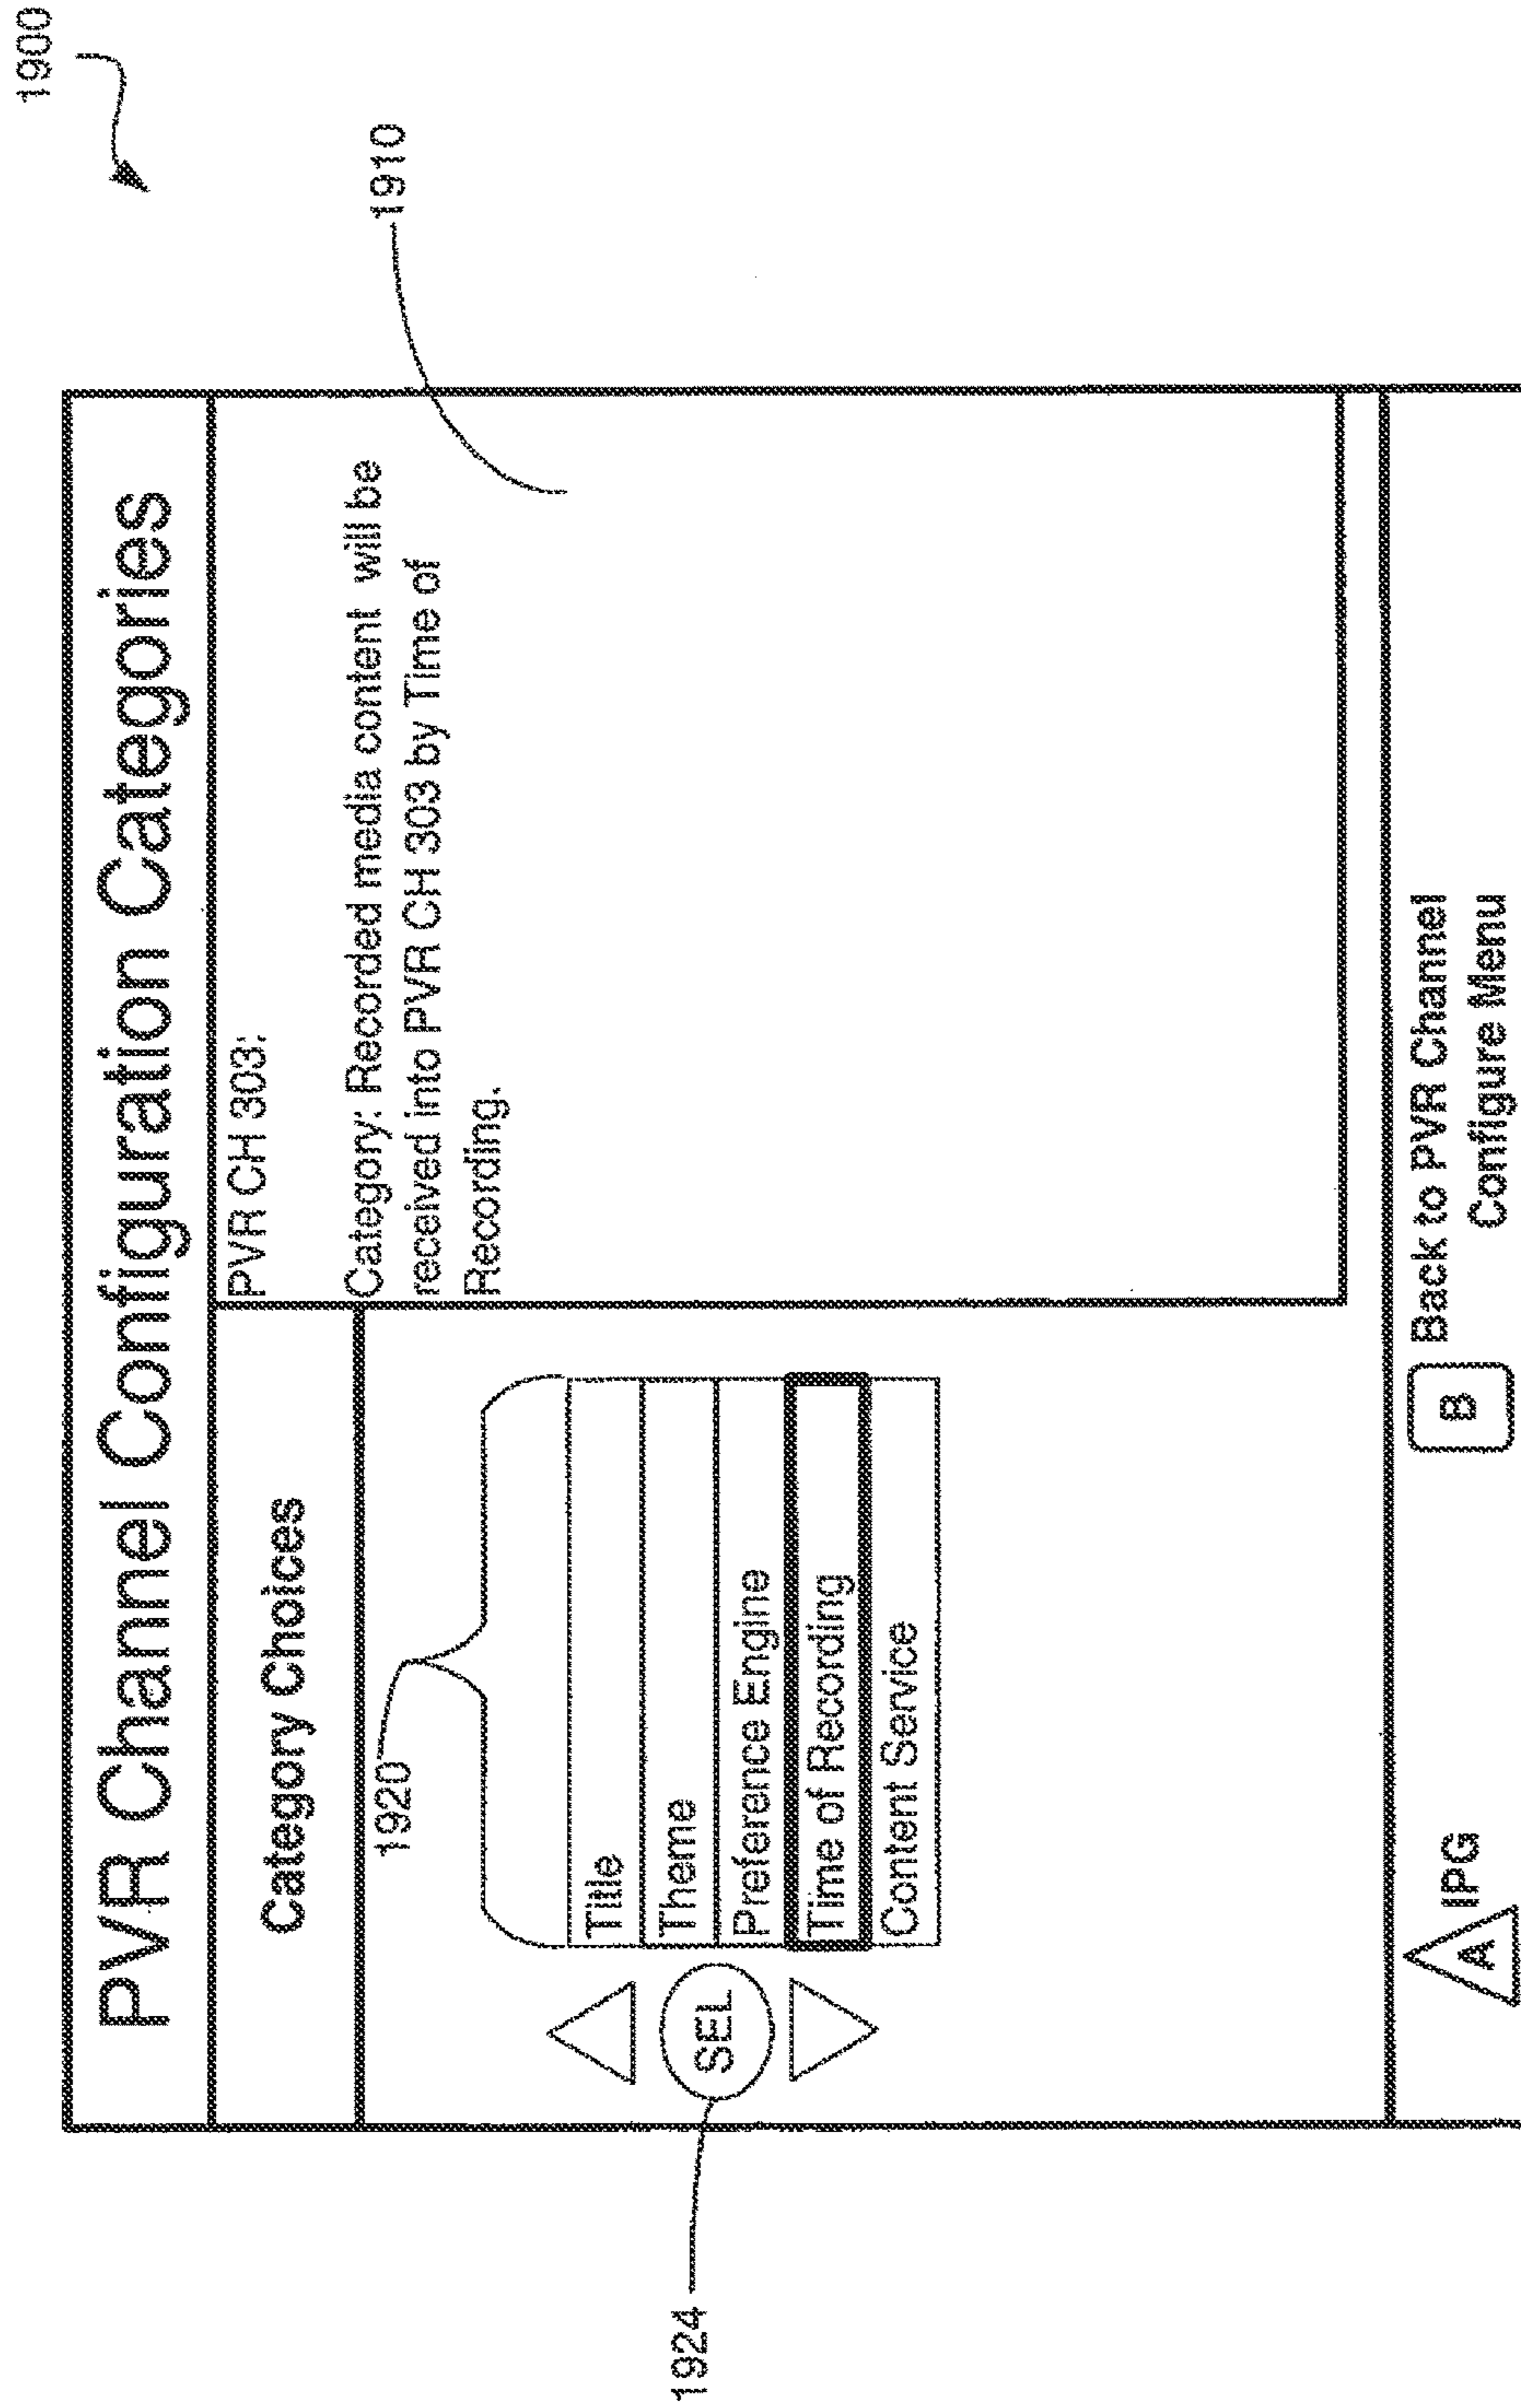 1900
PVR Channel Configuration Categories
Category Choices
PVR CH 303:
Category: Recorded media content will be
received into PVR CH 303 by Time of
Recording.
1910
1920
Title
Theme
Preference Engine
Time of Recording
Content Service
SEL
1924
A IPG
B Back to PVR Channel
Configure Menu